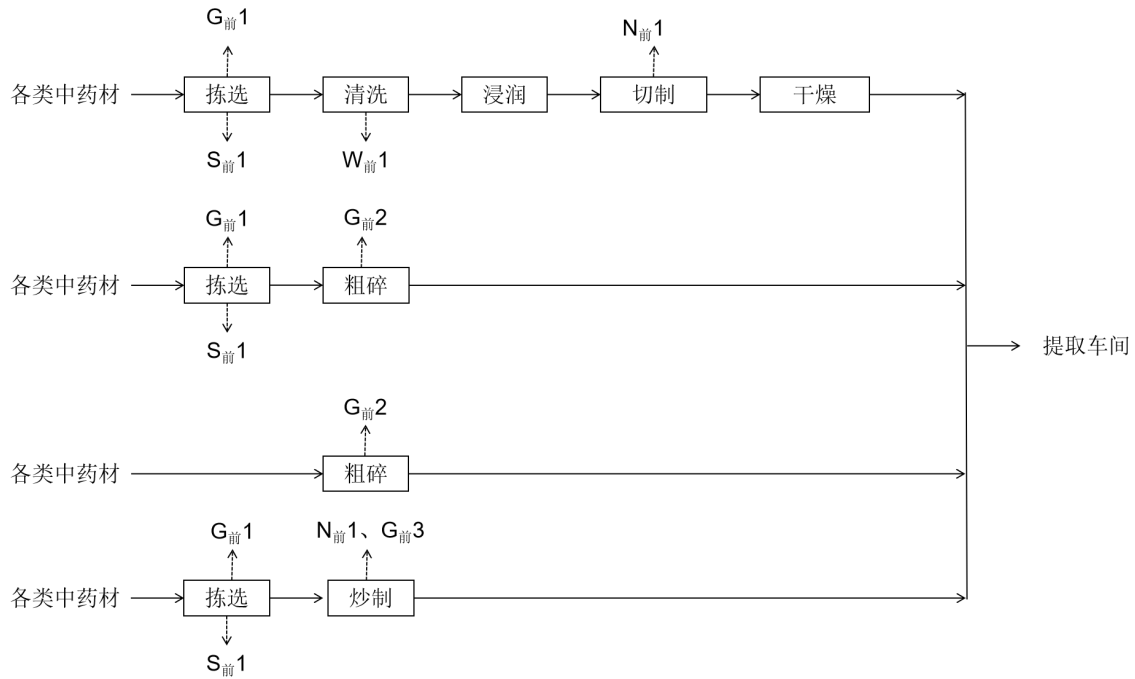 G前1
N前1
各类中药材 拣选 清洗 浸润 切制 干燥
S前1 W前1
G前1 G前2
各类中药材 拣选 粗碎
S前1
提取车间
G前2
各类中药材 粗碎
G前1 N前1、G前3
各类中药材 拣选 炒制
S前1